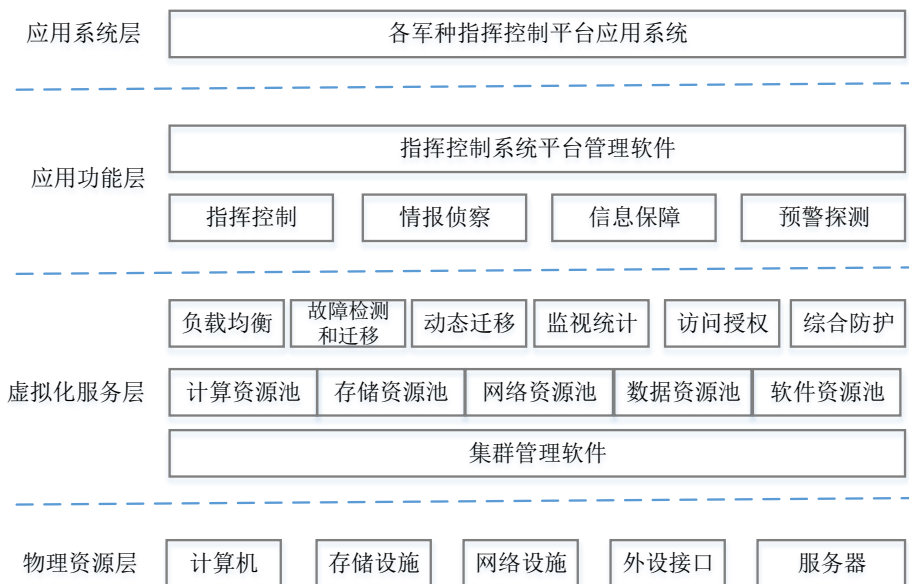 应用系统层
各军种指挥控制平台应用系统
应用功能层
指挥控制系统平台管理软件
指挥控制
情报侦察
信息保障
预警探测
虚拟化服务层
负载均衡
故障检测
和迁移
动态迁移
监视统计
访问授权
综合防护
计算资源池
存储资源池
网络资源池
数据资源池
软件资源池
集群管理软件
物理资源层
计算机
存储设施
网络设施
外设接口
服务器